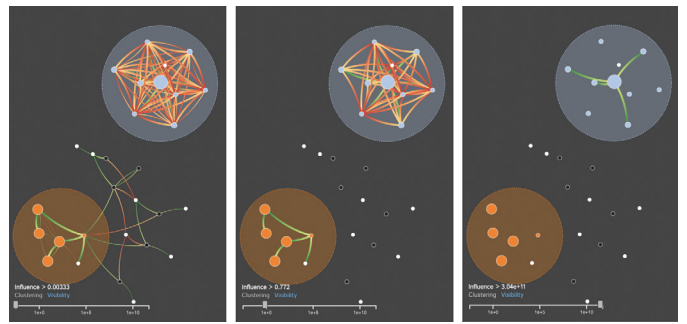 Influence > 0.00333
Clustering Visibility
1e+0 1e+5 1e+10
Influence > 0.772
Clustering Visibility
1e+0 1e+5 1e+10
Influence > 3.04e+11
Clustering Visibility
1e+0 1e+5 1e+10